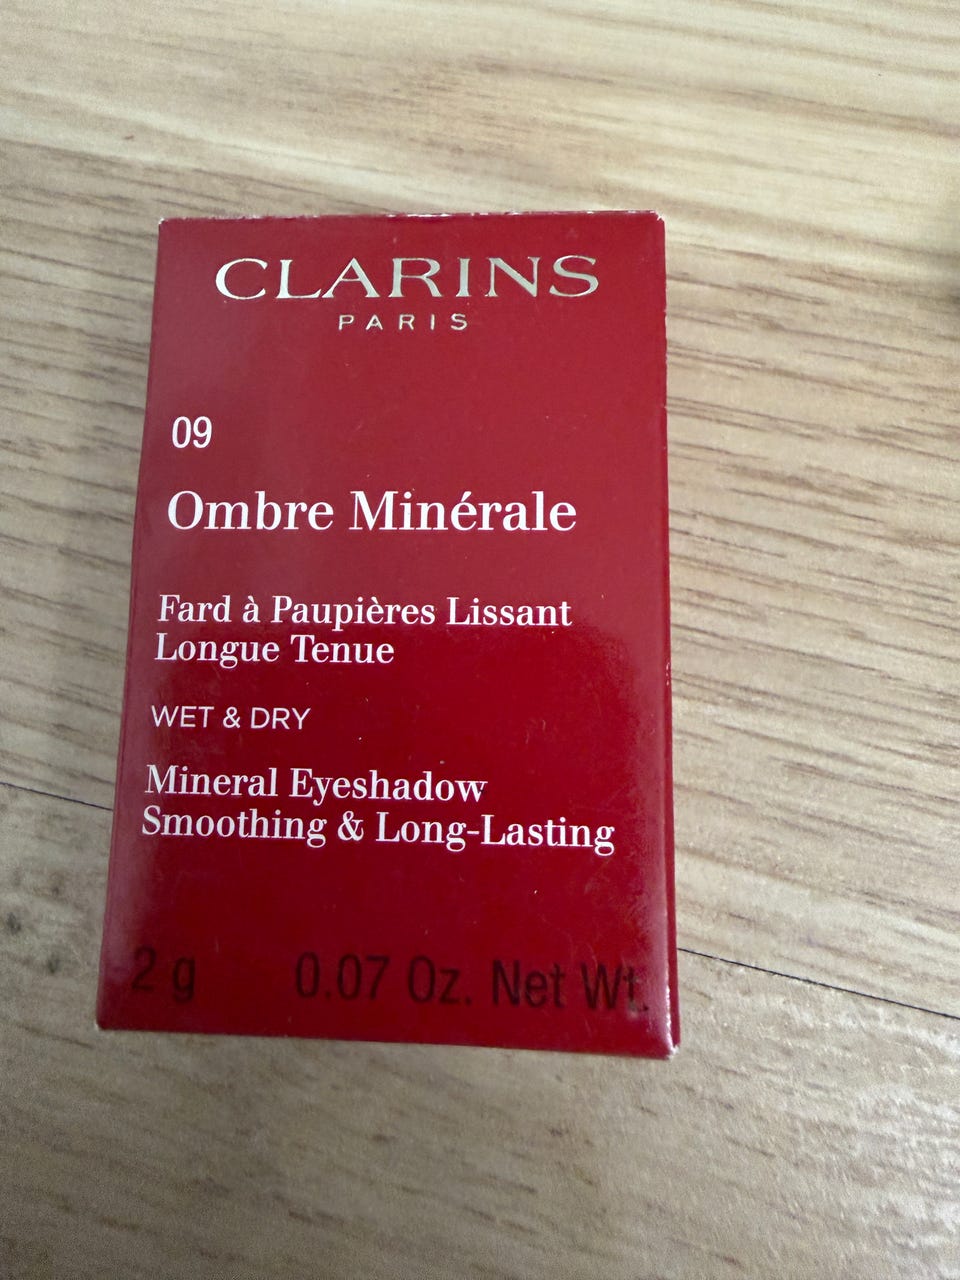 CLARINS
PARIS
09
Ombre Minérale
Fard à Paupières Lissant
Longue Tenue
WET & DRY
Mineral Eyeshadow
Smoothing & Long-Lasting
2 g 0.07 Oz. Net Wt.